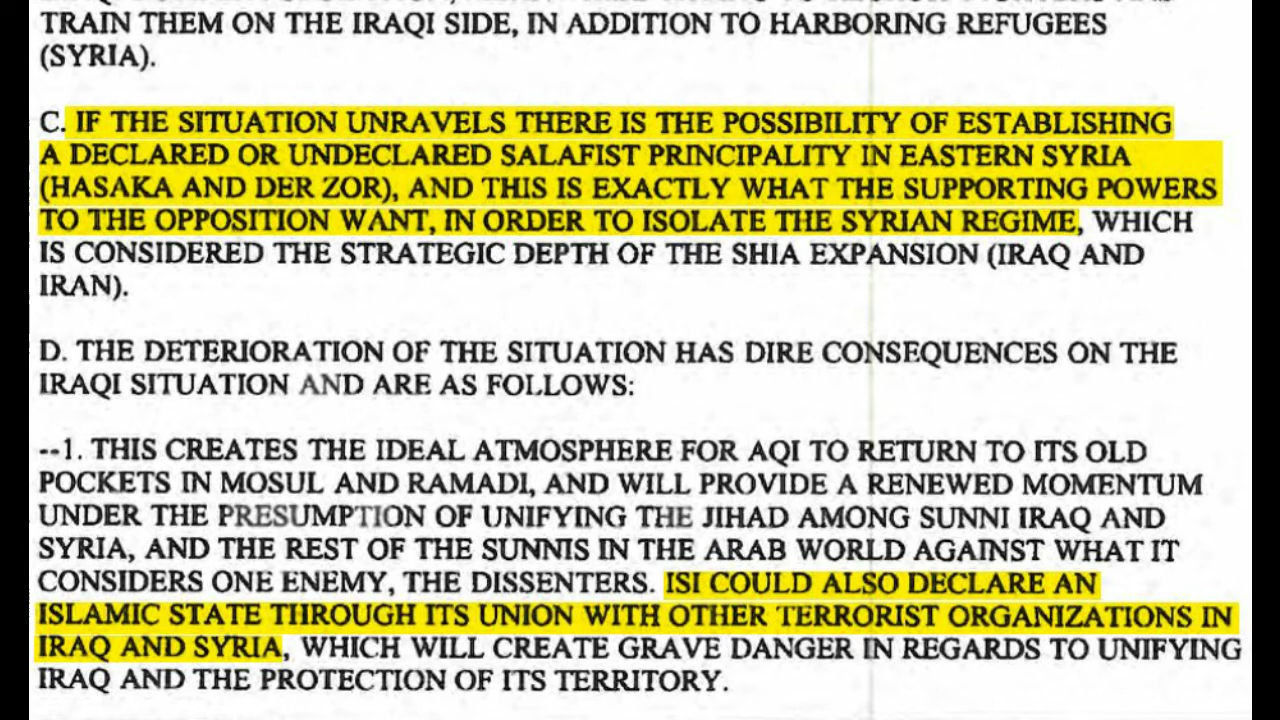 TRAIN THEM ON THE IRAQI SIDE, IN ADDITION TO HARBORING REFUGEES
(SYRIA).
C. IF THE SITUATION UNRAVELS THERE IS THE POSSIBILITY OF ESTABLISHING
A DECLARED OR UNDECLARED SALAFIST PRINCIPALITY IN EASTERN SYRIA
(HASAKA AND DER ZOR), AND THIS IS EXACTLY WHAT THE SUPPORTING POWERS
TO THE OPPOSITION WANT, IN ORDER TO ISOLATE THE SYRIAN REGIME, WHICH
IS CONSIDERED THE STRATEGIC DEPTH OF THE SHIA EXPANSION (IRAQ AND
IRAN).
D. THE DETERIORATION OF THE SITUATION HAS DIRE CONSEQUENCES ON THE
IRAQI SITUATION AND ARE AS FOLLOWS:
--1. THIS CREATES THE IDEAL ATMOSPHERE FOR AQI TO RETURN TO ITS OLD
POCKETS IN MOSUL AND RAMADI, AND WILL PROVIDE A RENEWED MOMENTUM
UNDER THE PRESUMPTION OF UNIFYING THE JIHAD AMONG SUNNI IRAQ AND
SYRIA, AND THE REST OF THE SUNNIS IN THE ARAB WORLD AGAINST WHAT IT
CONSIDERS ONE ENEMY, THE DISSENTERS. ISI COULD ALSO DECLARE AN
ISLAMIC STATE THROUGH ITS UNION WITH OTHER TERRORIST ORGANIZATIONS IN
IRAQ AND SYRIA, WHICH WILL CREATE GRAVE DANGER IN REGARDS TO UNIFYING
IRAQ AND THE PROTECTION OF ITS TERRITORY.